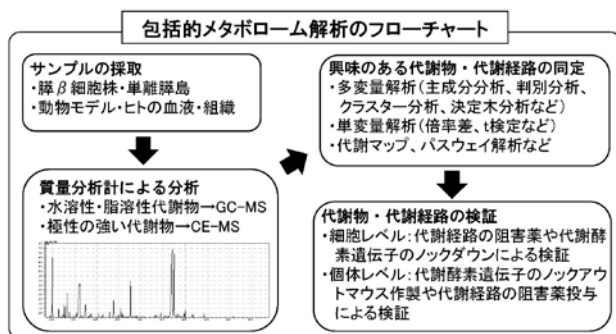 包括的メタボローム解析のフローチャート
サンプルの採取
・膵β細胞株・単離膵島
・動物モデル・ヒトの血液・組織
質量分析計による分析
・水溶性・脂溶性代謝物→GC-MS
・極性の強い代謝物→CE-MS
興味のある代謝物・代謝経路の同定
・多変量解析(主成分分析、判別分析、
クラスター分析、決定木分析など)
・単変量解析(倍率差、t検定など)
・代謝マップ、パスウェイ解析など
代謝物・代謝経路の検証
・細胞レベル:代謝経路の阻害薬や代謝酵
素遺伝子のノックダウンによる検証
・個体レベル:代謝酵素遺伝子のノックアウ
トマウス作製や代謝経路の阻害薬投与
による検証